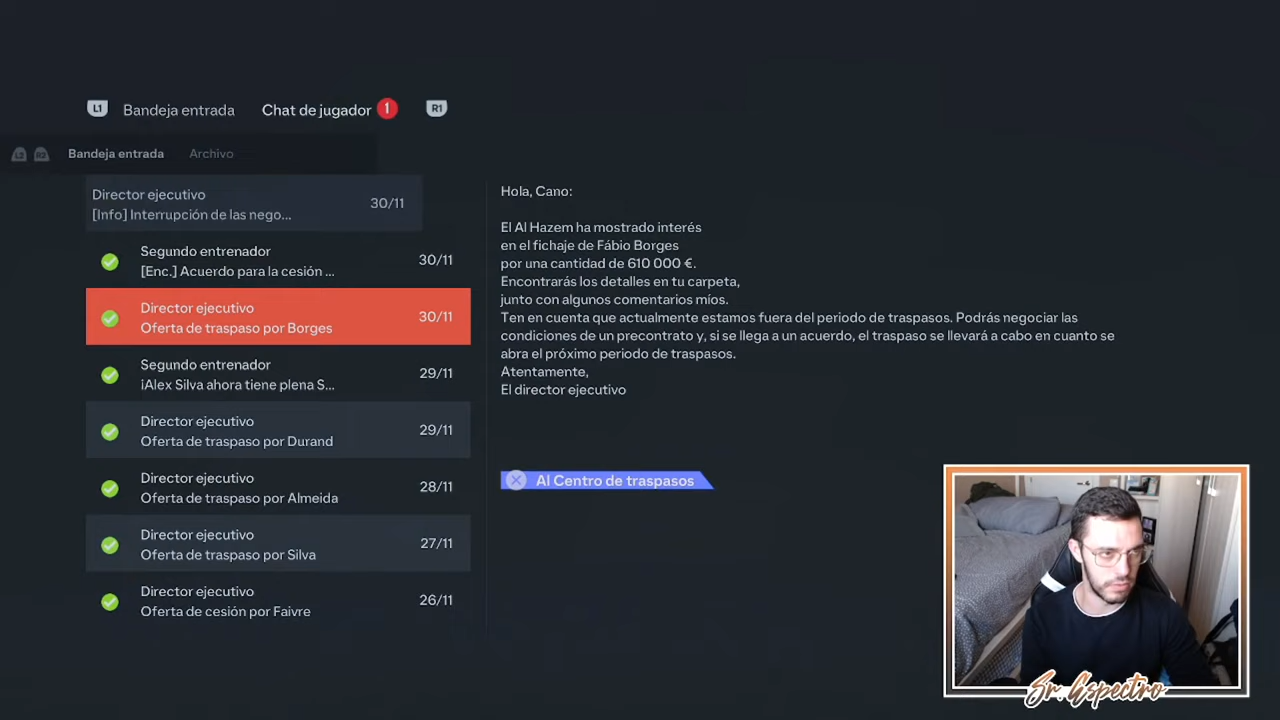 L1 Bandeja entrada Chat de jugador 1 R1
L2 R2 Bandeja entrada Archivo
Director ejecutivo
[Info] Interrupción de las nego...
30/11
Segundo entrenador
[Enc.] Acuerdo para la cesión ...
30/11
Director ejecutivo
Oferta de traspaso por Borges
30/11
Segundo entrenador
¡Alex Silva ahora tiene plena S...
29/11
Director ejecutivo
Oferta de traspaso por Durand
29/11
Director ejecutivo
Oferta de traspaso por Almeida
28/11
Director ejecutivo
Oferta de traspaso por Silva
27/11
Director ejecutivo
Oferta de cesión por Faivre
26/11
Hola, Cano:
El Al Hazem ha mostrado interés
en el fichaje de Fábio Borges
por una cantidad de 610 000 €.
Encontrarás los detalles en tu carpeta,
junto con algunos comentarios míos.
Ten en cuenta que actualmente estamos fuera del periodo de traspasos. Podrás negociar las
condiciones de un precontrato y, si se llega a un acuerdo, el traspaso se llevará a cabo en cuanto se
abra el próximo periodo de traspasos.
Atentamente,
El director ejecutivo
Al Centro de traspasos
Sr. Espectro